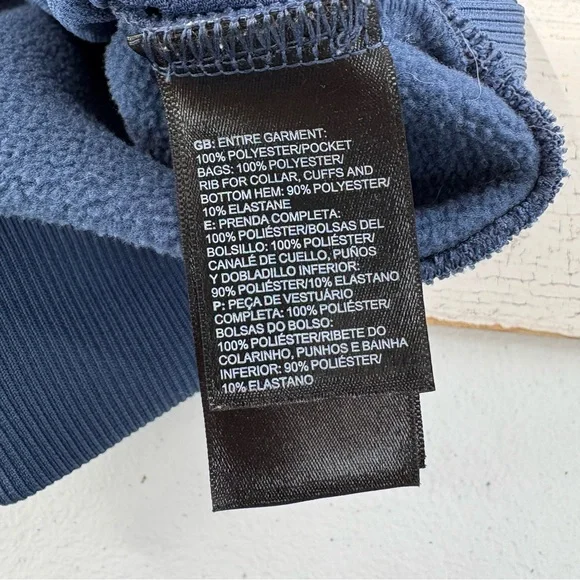 GB: ENTIRE GARMENT:
100% POLYESTER/POCKET
BAGS: 100% POLYESTER/
RIB FOR COLLAR, CUFFS AND
BOTTOM HEM: 90% POLYESTER/
10% ELASTANE
E: PRENDA COMPLETA:
100% POLIÉSTER/BOLSAS DEL
BOLSILLO: 100% POLIÉSTER/
CANALÉ DE CUELLO, PUÑOS
Y DOBLADILLO INFERIOR:
90% POLIÉSTER/10% ELASTANO
P: PEÇA DE VESTUÁRIO
COMPLETA: 100% POLIÉSTER/
BOLSAS DO BOLSO:
100% POLIÉSTER/RIBETE DO
COLARINHO, PUNHOS E BAINHA
INFERIOR: 90% POLIÉSTER/
10% ELASTANO